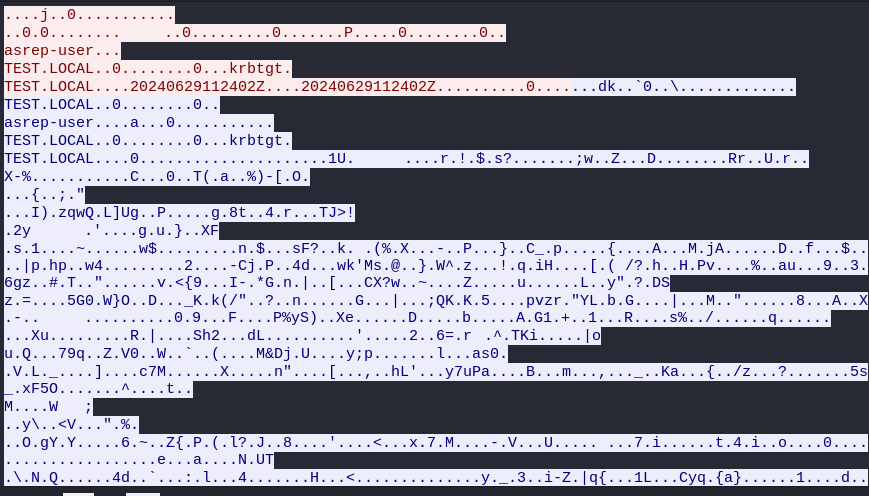 ....j..0...........
..0.0........     ..0.........0.......P.....0........0..
asrep-user...
TEST.LOCAL..0........0...krbtgt.
TEST.LOCAL....20240629112402Z....20240629112402Z..........0.......dk..`0..\.............
TEST.LOCAL..0........0..
asrep-user....a...0...........
TEST.LOCAL..0........0...krbtgt.
TEST.LOCAL....0.....................1U.     ....r.!.$.s?.......;w..Z...D........Rr..U.r..
X-%...........C...0..T(.a..%)-[.O.
...{..;."
...I).zqwQ.L]Ug..P.....g.8t..4.r...TJ>!
.2y      .'....g.u.}..XF
.s.1....~......w$.........n.$...sF?..k. .(%.X...-..P...}..C_.p.....{....A...M.jA......D..f...$..
..|p.hp..w4.........2....-Cj.P..4d...wk'Ms.@..}.W^.z...!.q.iH....[.( /?.h..H.Pv....%..au...9..3.
6gz..#.T.."......v.<{9...I-.*G.n.|..[...CX?w..~....Z.....u......L..y".?.DS
z.=....5G0.W}O..D..._K.k(/"..?..n......G...|...;QK.K.5....pvzr."YL.b.G....|...M.."......8...A..X
.-..     ..........0.9...F....P%yS)..Xe......D.....b.....A.G1.+..1...R....s%../......q......
...Xu.........R.|....Sh2...dL..........'.....2..6=.r .^.TKi.....|o
u.Q...79q..Z.V0..W..`..(....M&Dj.U....y;p.......l...as0.
.V.L._....]....c7M......X.....n"....[...,..hL'...y7uPa....B...m...,..._..Ka...{../z...?.......5s
_.xF5O.......^....t..
M....W   ;
..y\..<V...".%.
..O.gY.Y.....6.~..Z{.P.(.l?.J..8....'....<...x.7.M....-.V...U..... ...7.i......t.4.i..o....0....
.................e...a....N.UT
.\.N.Q......4d..`...:.l...4.......H...<..............y._.3..i-Z.|q{...1L...Cyq.{a}......1....d..